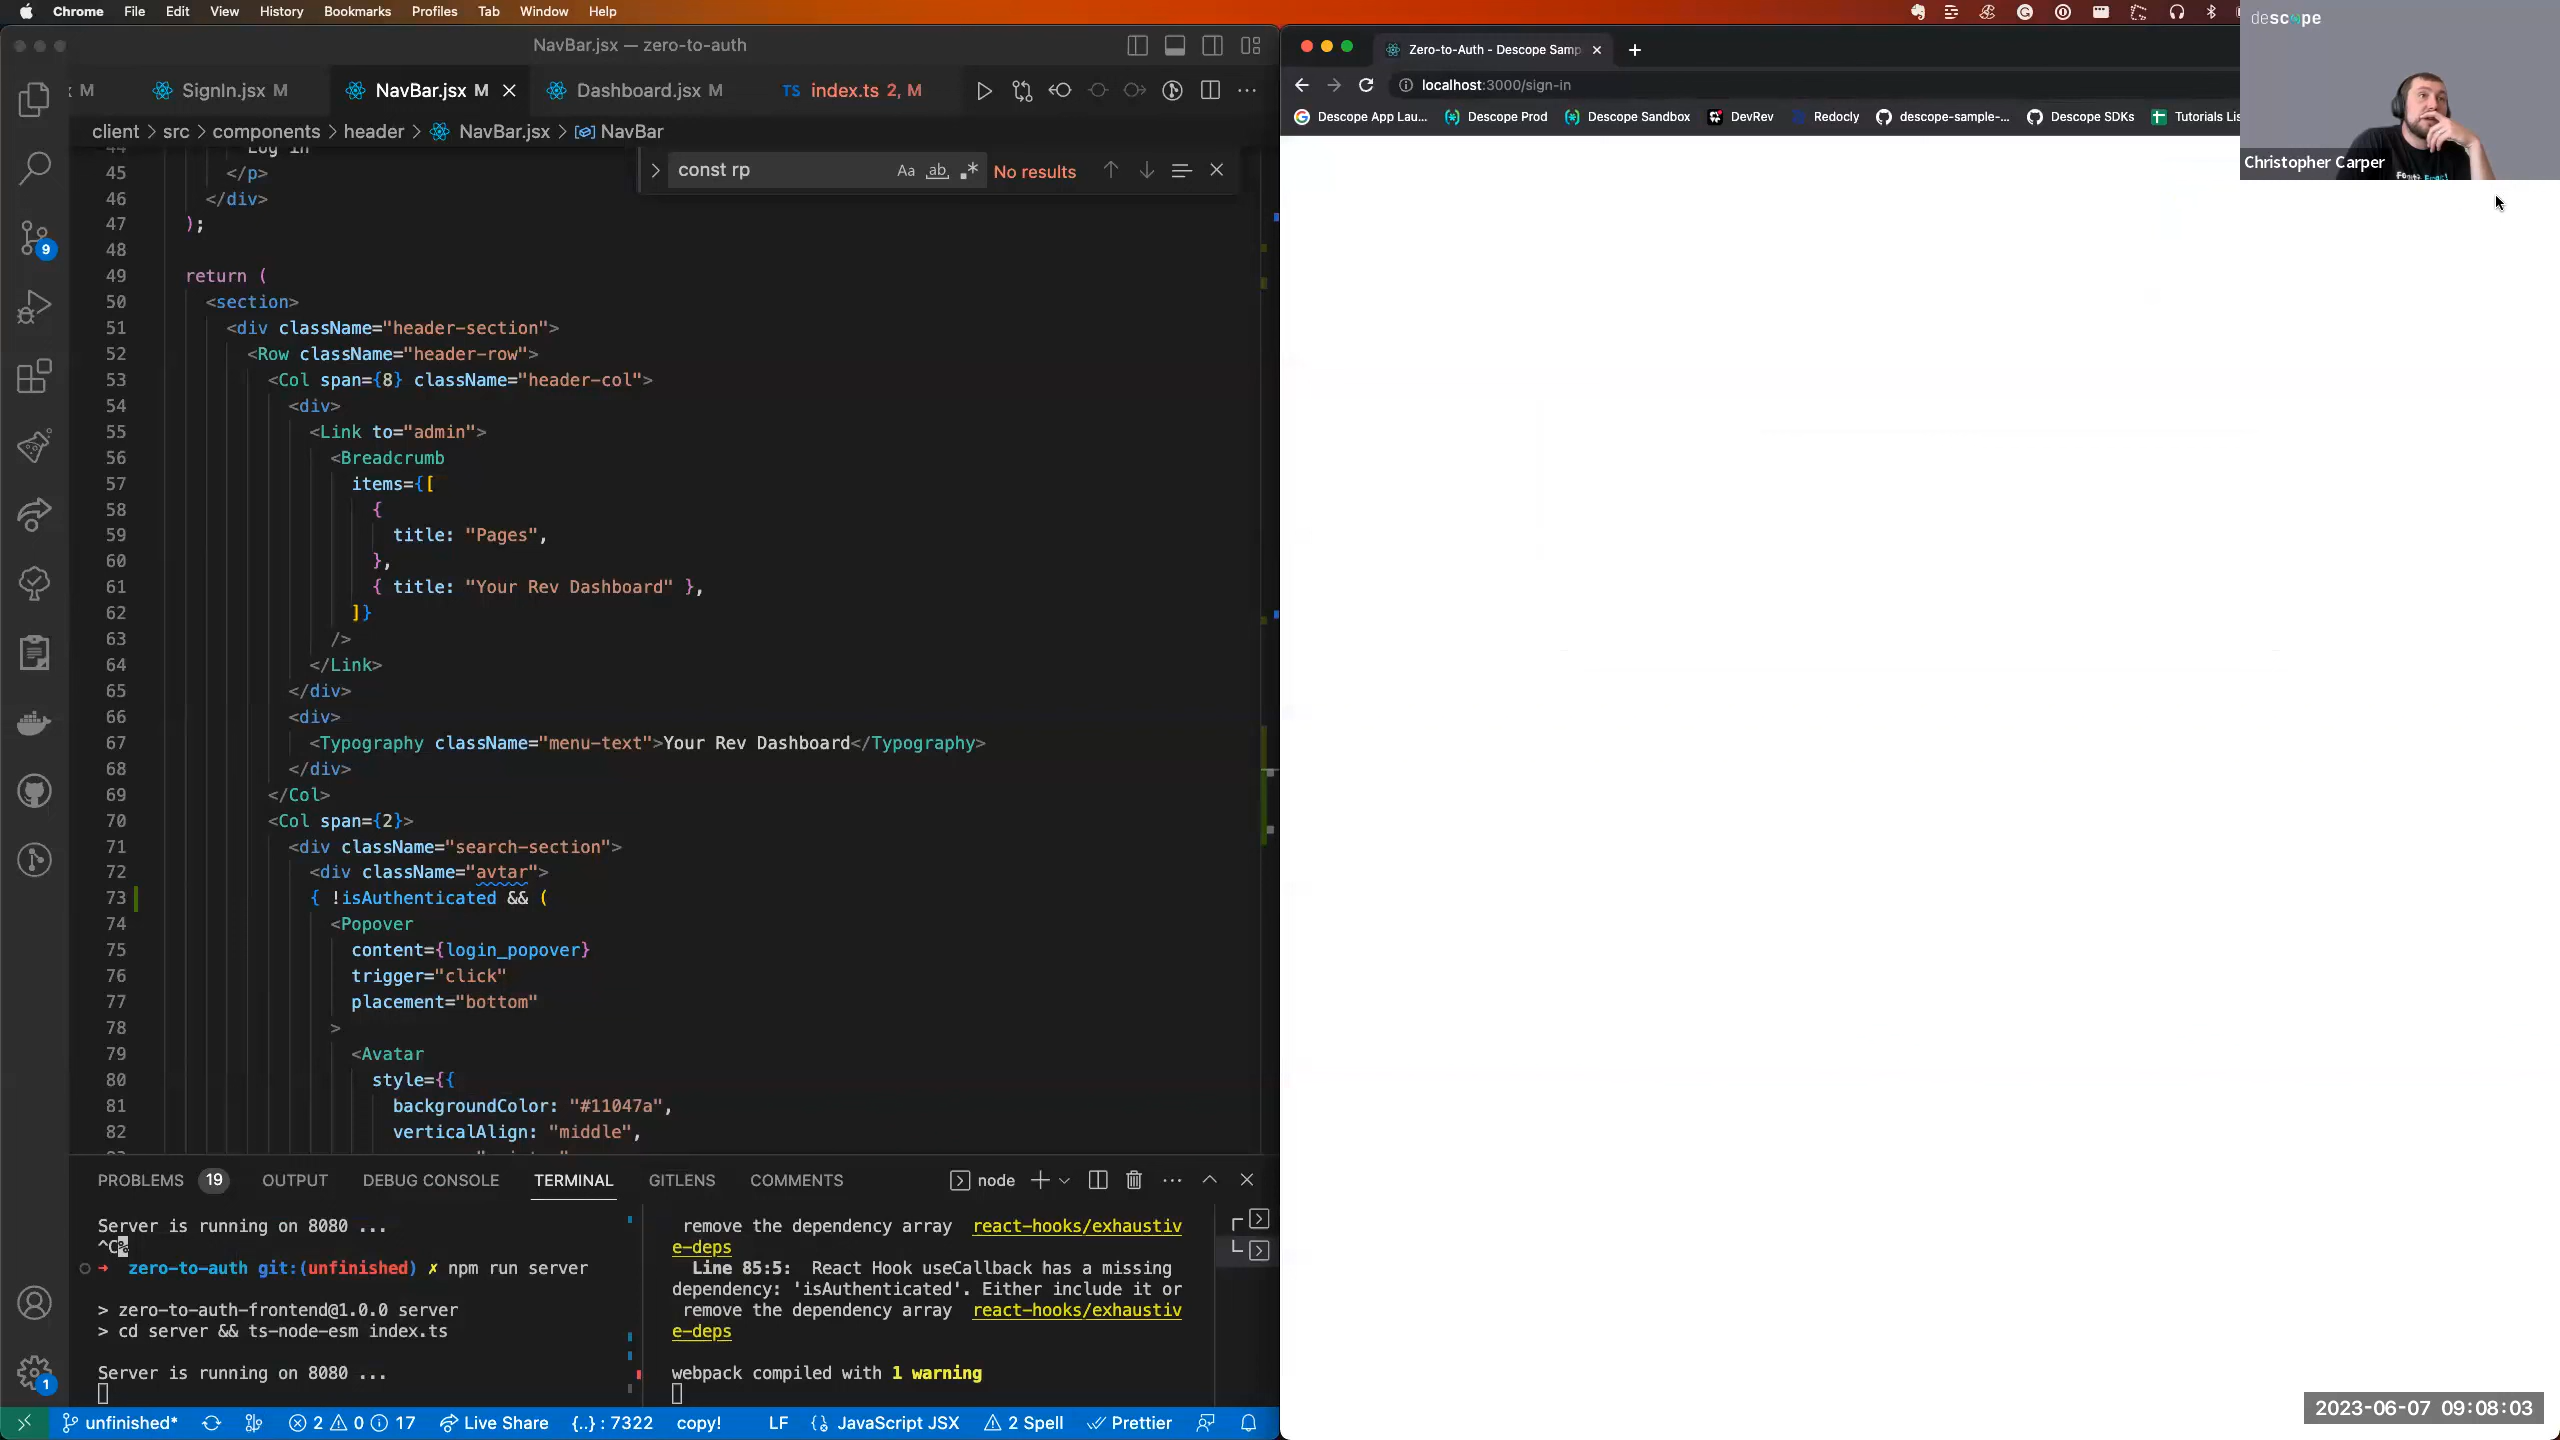 Chrome File Edit View History Bookmarks Profiles Tab Window Help
NavBar.jsx — zero-to-auth
x M SignIn.jsx M NavBar.jsx M Dashboard.jsx M TS index.ts 2, M
client > src > components > header > NavBar.jsx > NavBar
const rp Aa ab No results
44 Log in
45 </p>
46 </div>
47 );
48
49 return (
50 <section>
51 <div className="header-section">
52 <Row className="header-row">
53 <Col span={8} className="header-col">
54 <div>
55 <Link to="admin">
56 <Breadcrumb
57 items={[
58 {
59 title: "Pages",
60 },
61 { title: "Your Rev Dashboard" },
62 ]}
63 />
64 </Link>
65 </div>
66 <div>
67 <Typography className="menu-text">Your Rev Dashboard</Typography>
68 </div>
69 </Col>
70 <Col span={2}>
71 <div className="search-section">
72 <div className="avtar">
73 { !isAuthenticated && (
74 <Popover
75 content={login_popover}
76 trigger="click"
77 placement="bottom"
78 >
79 <Avatar
80 style={{
81 backgroundColor: "#11047a",
82 verticalAlign: "middle",
9
PROBLEMS 19 OUTPUT DEBUG CONSOLE TERMINAL GITLENS COMMENTS node
Server is running on 8080 ...
^C%
→ zero-to-auth git:(unfinished) ✗ npm run server
> zero-to-auth-frontend@1.0.0 server
> cd server && ts-node-esm index.ts
Server is running on 8080 ...
remove the dependency array react-hooks/exhaustiv
e-deps
Line 85:5: React Hook useCallback has a missing
dependency: 'isAuthenticated'. Either include it or
remove the dependency array react-hooks/exhaustiv
e-deps
webpack compiled with 1 warning
1
unfinished* 2 0 17 Live Share {..} : 7322 copy! LF JavaScript JSX 2 Spell Prettier
Zero-to-Auth - Descope Samp
localhost:3000/sign-in
Descope App Lau... Descope Prod Descope Sandbox DevRev Redocly descope-sample-... Descope SDKs Tutorials Lis
descope
Christopher Carper
2023-06-07 09:08:03